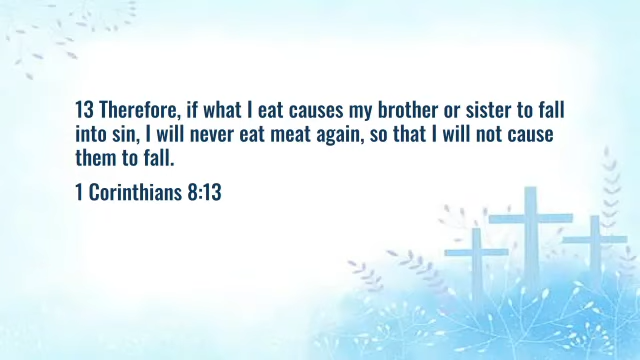 13 Therefore, if what I eat causes my brother or sister to fall
into sin, I will never eat meat again, so that I will not cause
them to fall.
1 Corinthians 8:13